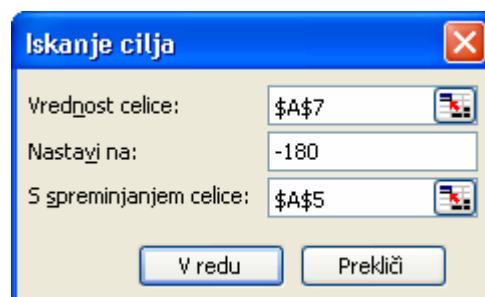 Iskanje cilja
Vrednost celice: $A$7
Nastavi na: -180
S spreminjanjem celice: $A$5
V redu Prekliči